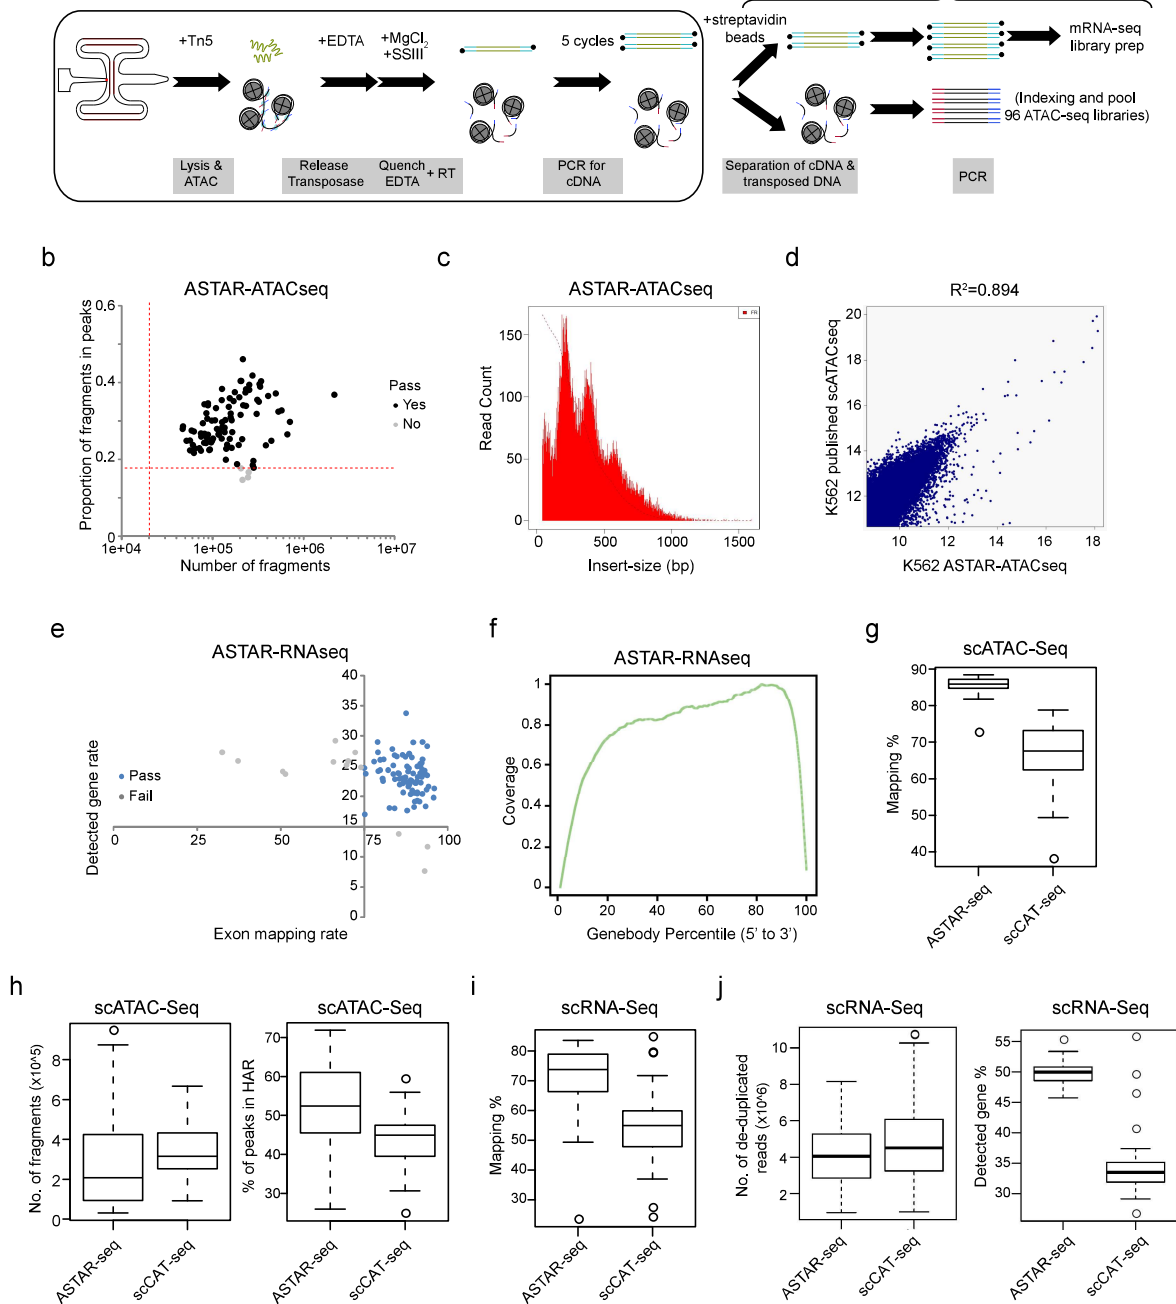 +Tn5
+EDTA
+MgCl2
+SSIII
5 cycles
+streptavidin
beads
mRNA-seq
library prep
(Indexing and pool
96 ATAC-seq libraries)
Lysis &
ATAC
Release
Transposase
Quench
EDTA
+ RT
PCR for
cDNA
Separation of cDNA &
transposed DNA
PCR
b
ASTAR-ATACseq
Proportion of fragments in peaks
0,6
0.4
0.2
0
1e+04
1e+05
1e+06
1e+07
Number of fragments
Pass
Yes
No
c
ASTAR-ATACseq
FR
Read Count
150
100
50
0
0
500
1000
1500
Insert-size (bp)
d
R²=0.894
K562 published scATACseq
20
18
16
14
12
10
12
14
16
18
K562 ASTAR-ATACseq
e
ASTAR-RNAseq
Detected gene rate
Pass
Fail
40
35
30
25
20
15
10
5
0
0
25
50
75
100
Exon mapping rate
f
ASTAR-RNAseq
Coverage
1
0.8
0.4
0.4
0
0
20
40
60
80
100
Genebody Percentile (5' to 3')
g
scATAC-Seq
Mapping %
90
80
70
60
50
40
ASTAR-seq
scCAT-seq
h
scATAC-Seq
No. of fragments (x10^5)
8
6
4
2
0
ASTAR-seq
scCAT-seq
scATAC-Seq
% of peaks in HAR
70
60
50
40
30
ASTAR-seq
scCAT-seq
i
scRNA-Seq
Mapping %
80
70
60
50
40
30
ASTAR-seq
scCAT-seq
j
scRNA-Seq
No. of de-duplicated
reads (x10^6)
10
8
6
4
2
ASTAR-seq
scCAT-seq
scRNA-Seq
Detected gene %
55
50
45
40
35
30
ASTAR-seq
scCAT-seq